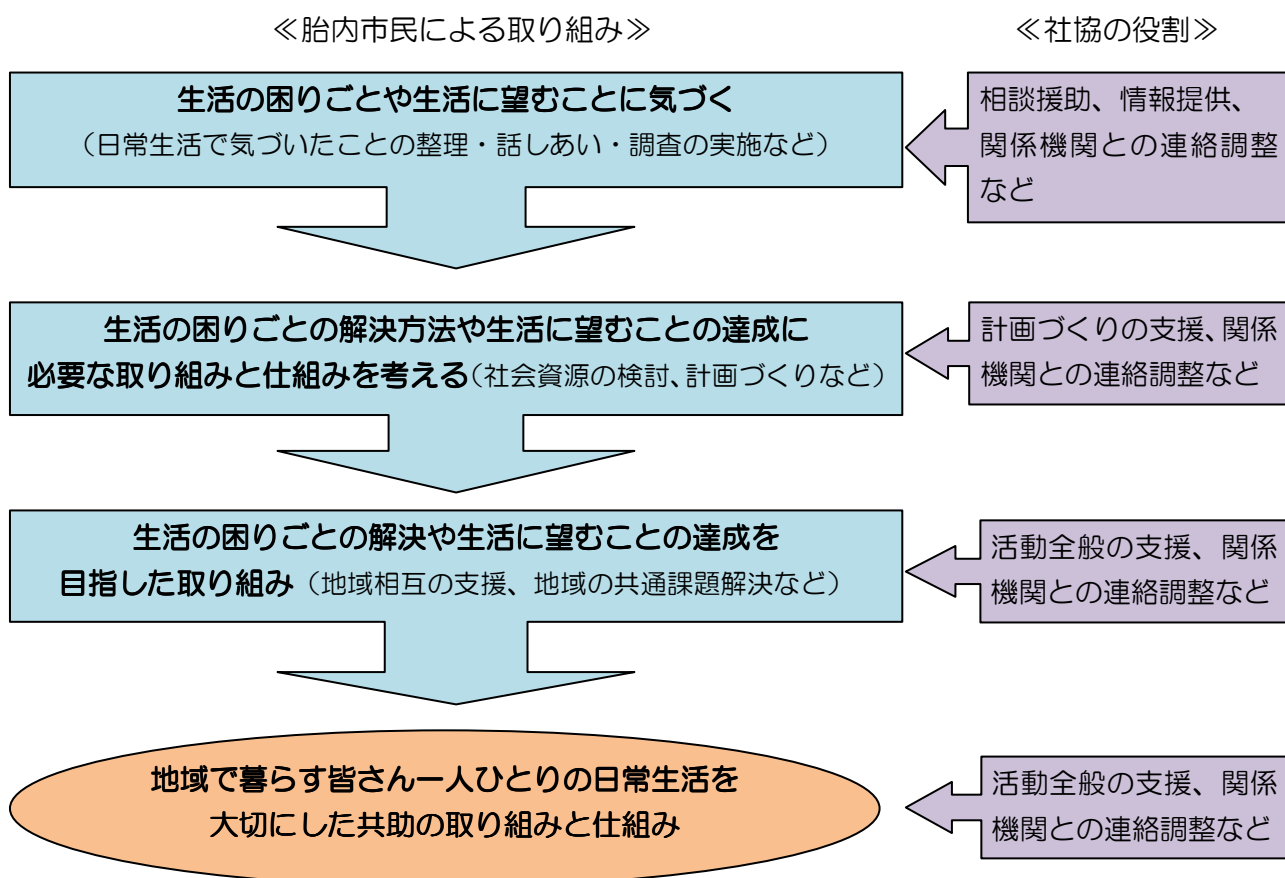 ≪胎内市民による取り組み≫
≪社協の役割≫
生活の困りごとや生活に望むことに気づく
（日常生活で気づいたことの整理・話しあい・調査の実施など）
相談援助、情報提供、
関係機関との連絡調整
など
生活の困りごとの解決方法や生活に望むことの達成に
必要な取り組みと仕組みを考える（社会資源の検討、計画づくりなど）
計画づくりの支援、関係
機関との連絡調整など
生活の困りごとの解決や生活に望むことの達成を
目指した取り組み（地域相互の支援、地域の共通課題解決など）
活動全般の支援、関係
機関との連絡調整など
地域で暮らす皆さん一人ひとりの日常生活を
大切にした共助の取り組みと仕組み
活動全般の支援、関係
機関との連絡調整など